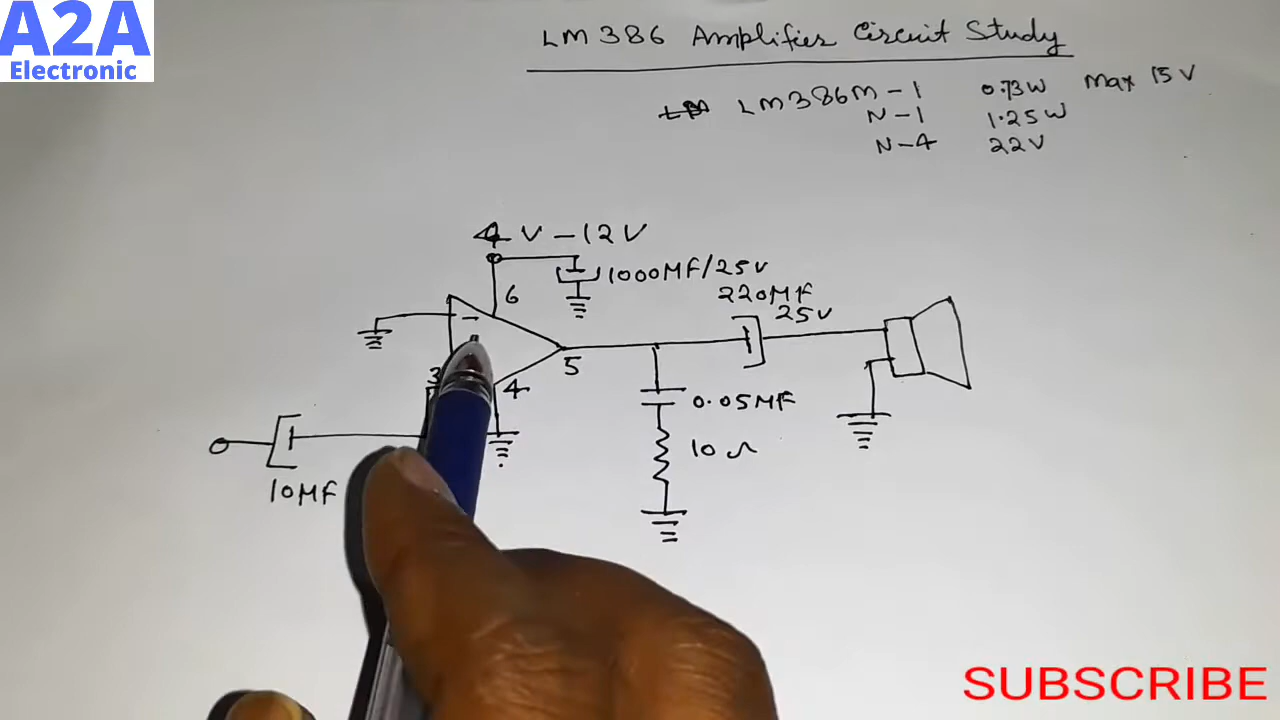 A2A
Electronic
LM386 Amplifier Circuit Study
LM386M-1 0.73W Max 15V
N-1 1.25W
N-4 22V
4V-12V
1000MF/25V
6
220MF
25V
-
5
3
4
0.05MF
10Ω
10MF
SUBSCRIBE